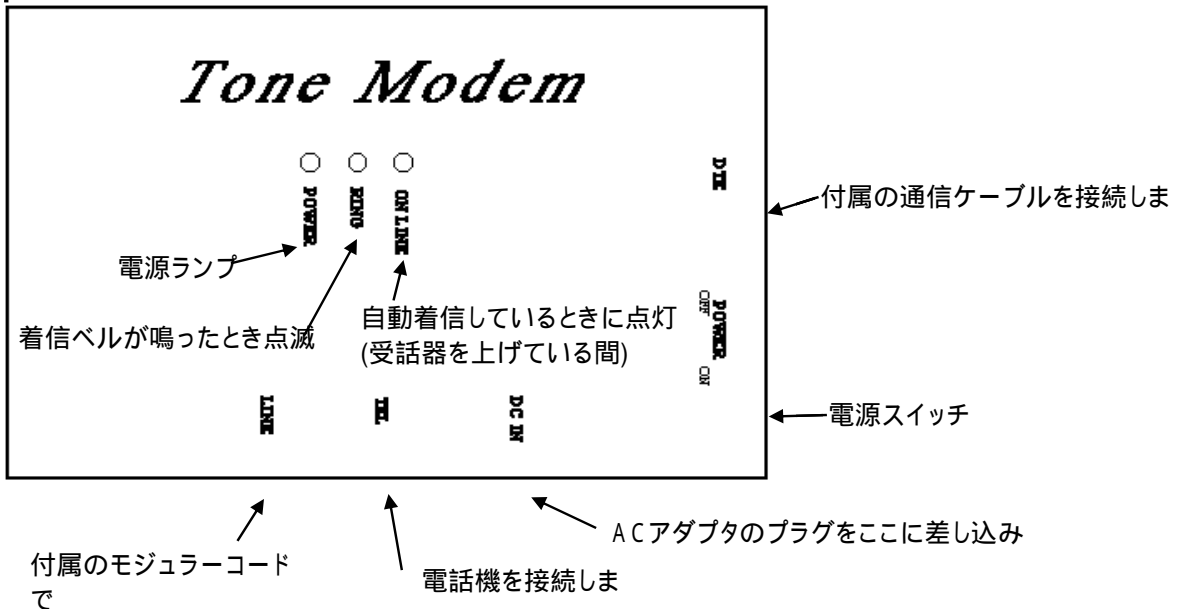 Tone Modem
POWER
RING
ON LINE
DTE
付属の通信ケーブルを接続しま
電源ランプ
着信ベルが鳴ったとき点滅
自動着信しているときに点灯
(受話器を上げている間)
OFF
POWER
ON
LINE
TEL
DC IN
電源スイッチ
ACアダプタのプラグをここに差し込み
付属のモジュラーコード
で
電話機を接続しま